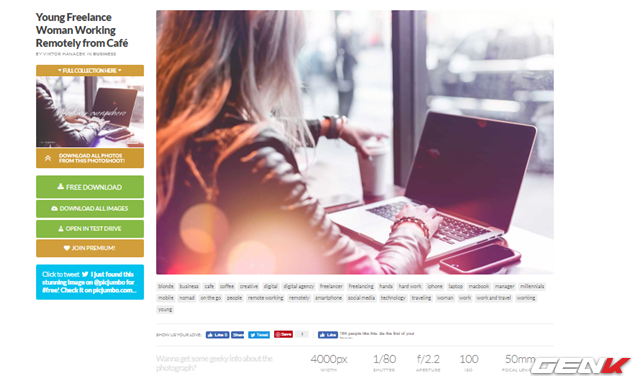 Young Freelance
Woman Working
Remotely from Café
BY VIKTOR HANACEK IN BUSINESS
FULL COLLECTION HERE
DOWNLOAD ALL PHOTOS
FROM THIS PHOTOSHOOT!
FREE DOWNLOAD
DOWNLOAD ALL IMAGES
OPEN IN TEST DRIVE
JOIN PREMIUM!
Click to tweet I just found this
stunning image on @picjumbo for
#free! Check it on picjumbo.com...
blonde business cafe coffee creative digital digital agency freelancer freelancing hands hard work iphone laptop macbook manager millennials
mobile nomad on the go people remote working remotely smartphone social media technology traveling woman work work and travel working
young
SHOW US YOUR LOVE: Like Share Tweet Save 1 Like people like this. Be the first of your
Wanna get some geeky info about the
photograph?
4000px 1/80 f/2.2 100 50mm
WIDTH SHUTTER APERTURE ISO FOCAL
GENK